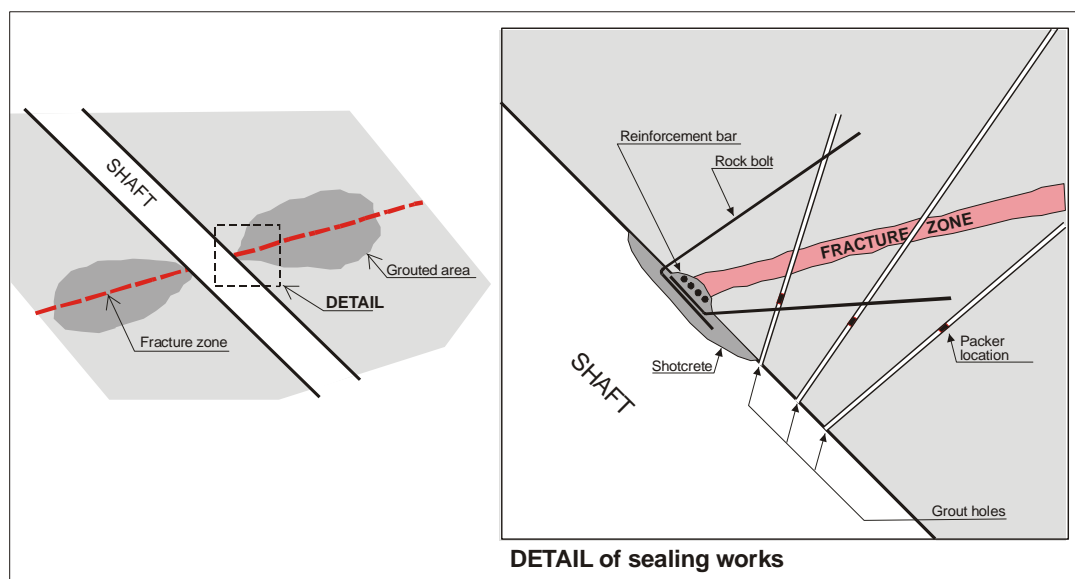 SHAFT
Grouted area
DETAIL
Fracture zone
Reinforcement bar
Rock bolt
FRACTURE ZONE
Packer
location
Shotcrete
SHAFT
Grout holes
DETAIL of sealing works